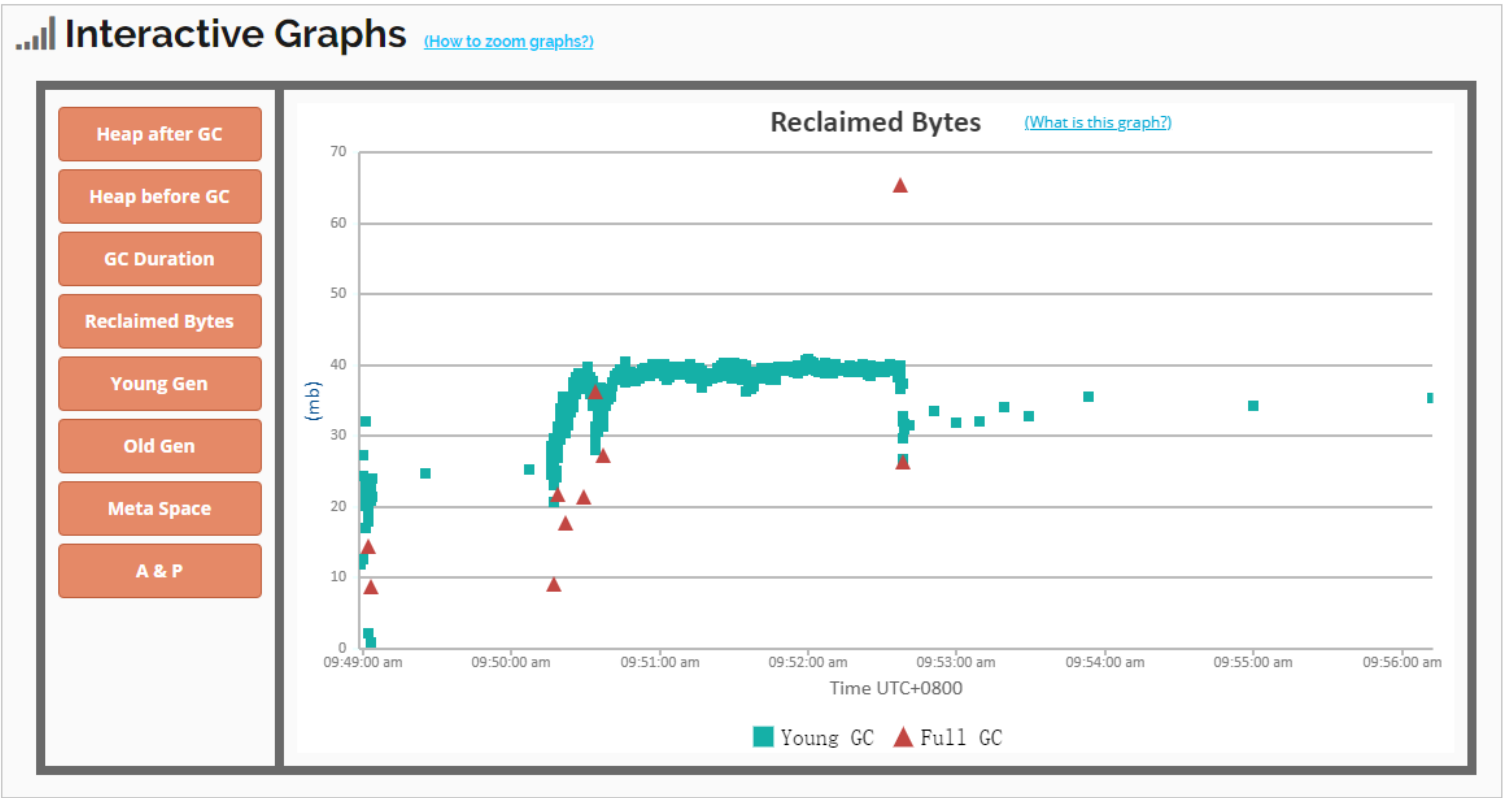 Interactive Graphs (How to zoom graphs?)
Heap after GC
Heap before GC
GC Duration
Reclaimed Bytes
Young Gen
Old Gen
Meta Space
A & P
Reclaimed Bytes (What is this graph?)
70
60
50
40
30
20
10
0
(mb)
09:49:00 am 09:50:00 am 09:51:00 am 09:52:00 am 09:53:00 am 09:54:00 am 09:55:00 am 09:56:00 am
Time UTC+0800
Young GC Full GC